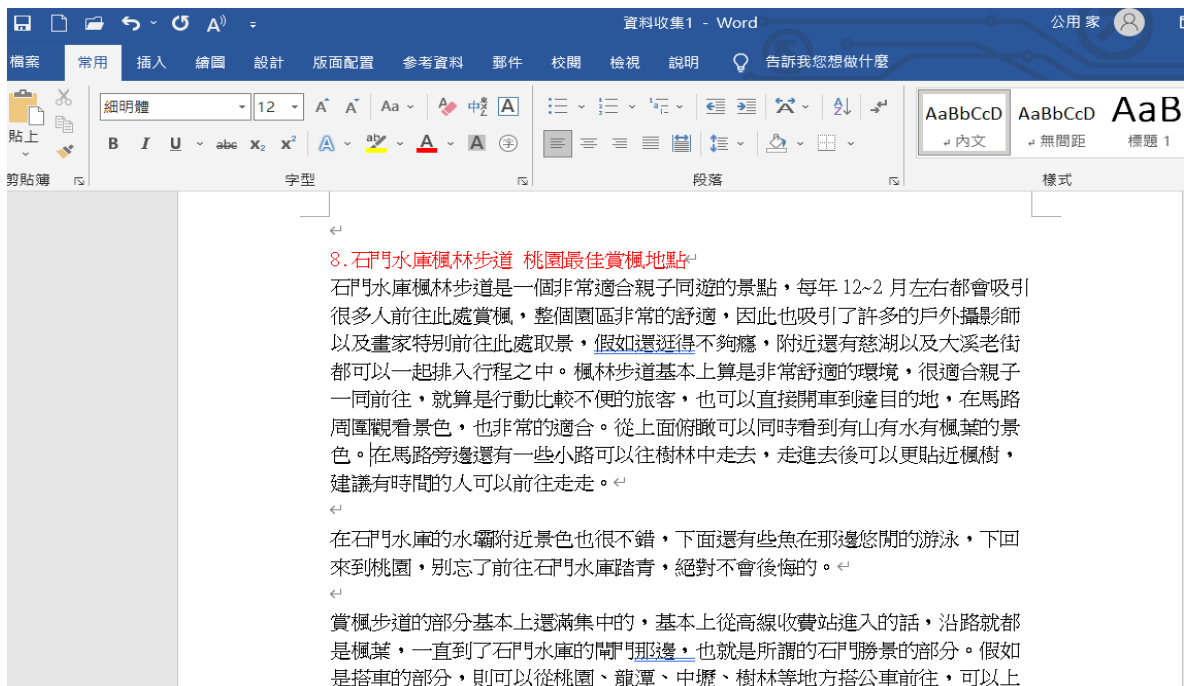 資料收集1 - Word
公用 家
檔案 常用 插入 繪圖 設計 版面配置 參考資料 郵件 校閱 檢視 說明 告訴我您想做什麼
細明體 12
貼上
AaBbCcD AaBbCcD AaB
內文 無間距 標題 1
剪貼簿 字型 段落 樣式
8.石門水庫楓林步道 桃園最佳賞楓地點
石門水庫楓林步道是一個非常適合親子同遊的景點，每年 12~2 月左右都會吸引
很多人前往此處賞楓，整個園區非常的舒適，因此也吸引了許多的戶外攝影師
以及畫家特別前往此處取景，假如還逛得不夠癮，附近還有慈湖以及大溪老街
都可以一起排入行程之中。楓林步道基本上算是非常舒適的環境，很適合親子
一同前往，就算是行動比較不便的旅客，也可以直接開車到達目的地，在馬路
周圍觀看景色，也非常的適合。從上面俯瞰可以同時看到有山有水有楓葉的景
色。在馬路旁邊還有一些小路可以往樹林中走去，走進去後可以更貼近楓樹，
建議有時間的人可以前往走走。
在石門水庫的水壩附近景色也很不錯，下面還有些魚在那邊悠閒的游泳，下回
來到桃園，別忘了前往石門水庫踏青，絕對不會後悔的。
賞楓步道的部分基本上還滿集中的，基本上從高線收費站進入的話，沿路就都
是楓葉，一直到了石門水庫的閘門那邊，也就是所謂的石門勝景的部分。假如
是搭車的部分，則可以從桃園、龍潭、中壢、樹林等地方搭公車前往，可以上